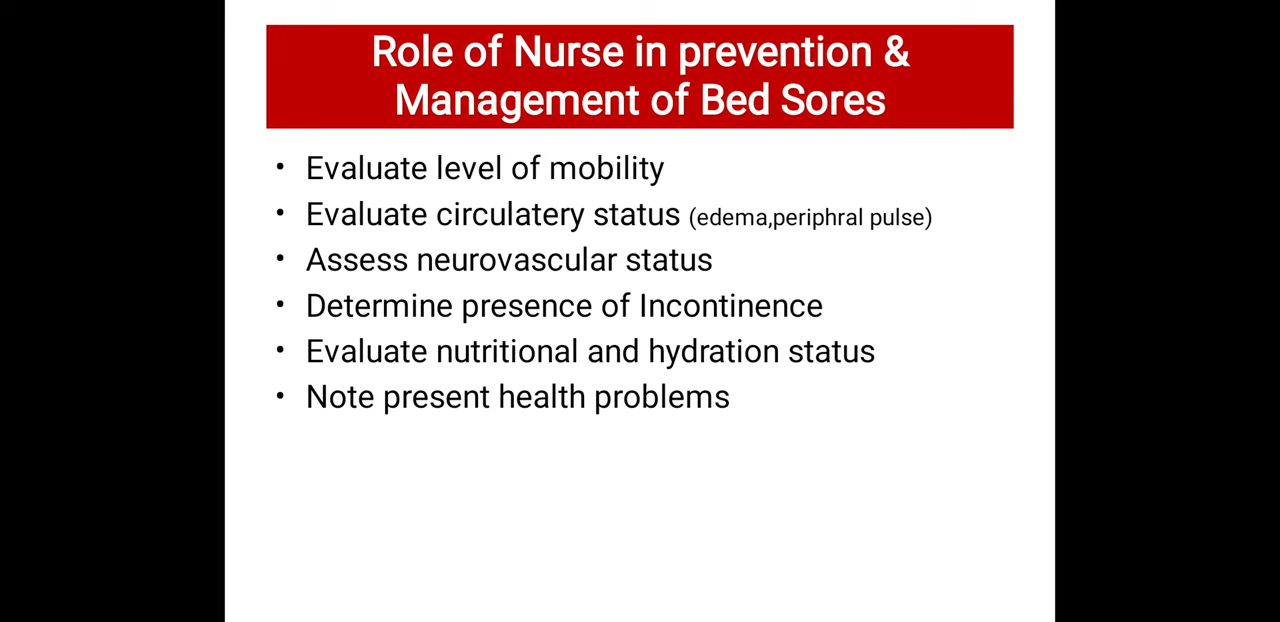 Role of Nurse in prevention &
Management of Bed Sores
• Evaluate level of mobility
• Evaluate circulatery status (edema,periphral pulse)
• Assess neurovascular status
• Determine presence of Incontinence
• Evaluate nutritional and hydration status
• Note present health problems